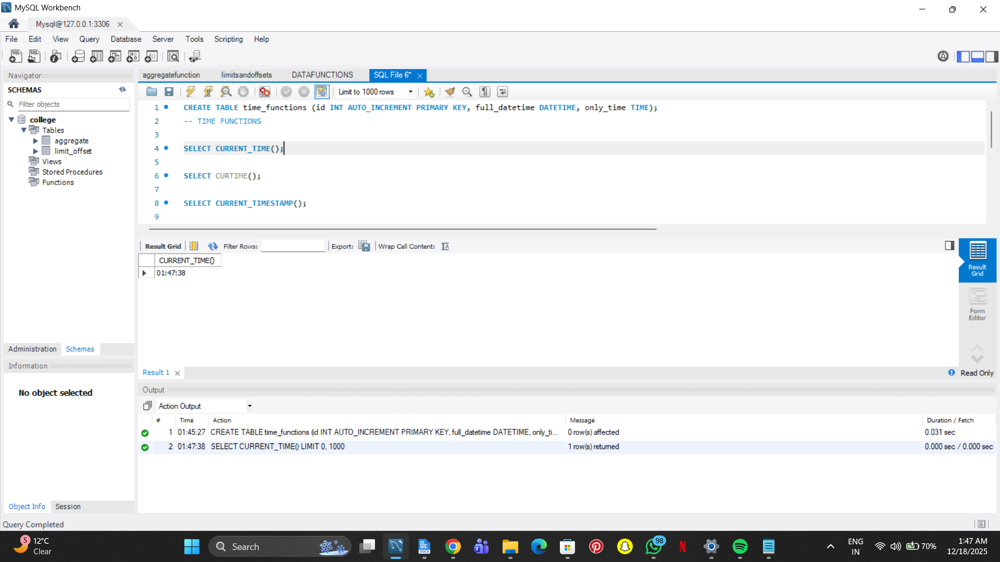 MySQL Workbench
Mysql@127.0.0.1:3306
File Edit View Query Database Server Tools Scripting Help
Navigator
SCHEMAS
Filter objects
college
Tables
aggregate
limit_offset
Views
Stored Procedures
Functions
Administration Schemas
Information
No object selected
Object Info Session
aggregatefunction limitsandoffsets DATAFUNCTIONS SQL File 6*
Limit to 1000 rows
1 CREATE TABLE time_functions (id INT AUTO_INCREMENT PRIMARY KEY, full_datetime DATETIME, only_time TIME);
2 -- TIME FUNCTIONS
3
4 SELECT CURRENT_TIME();
5
6 SELECT CURTIME();
7
8 SELECT CURRENT_TIMESTAMP();
9
Result Grid Filter Rows: Export: Wrap Cell Content:
CURRENT_TIME()
01:47:38
Result
Grid
Form
Editor
Result 1 Read Only
Output
Action Output
# Time Action Message Duration / Fetch
1 01:45:27 CREATE TABLE time_functions (id INT AUTO_INCREMENT PRIMARY KEY, full_datetime DATETIME, only_ti... 0 row(s) affected 0.031 sec
2 01:47:38 SELECT CURRENT_TIME() LIMIT 0, 1000 1 row(s) returned 0.000 sec / 0.000 sec
Query Completed
5
12°C
Clear
Search
DOCX
98
ENG
IN
70%
1:47 AM
12/18/2025